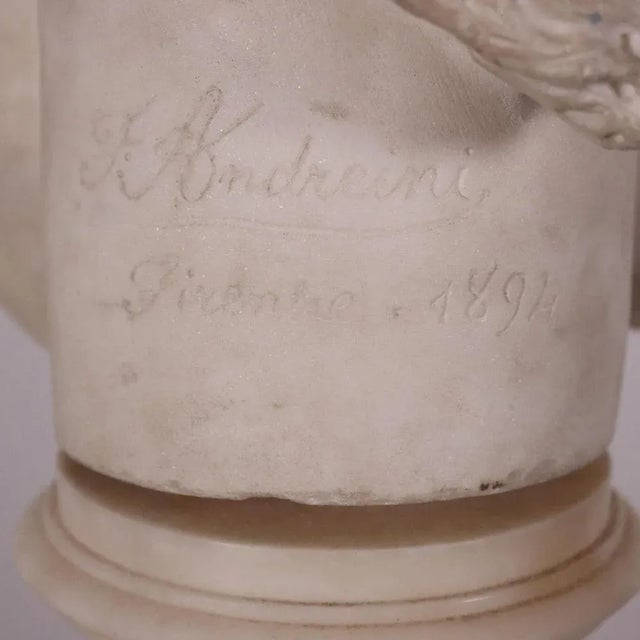 F. Andreini
Firenze . 1894